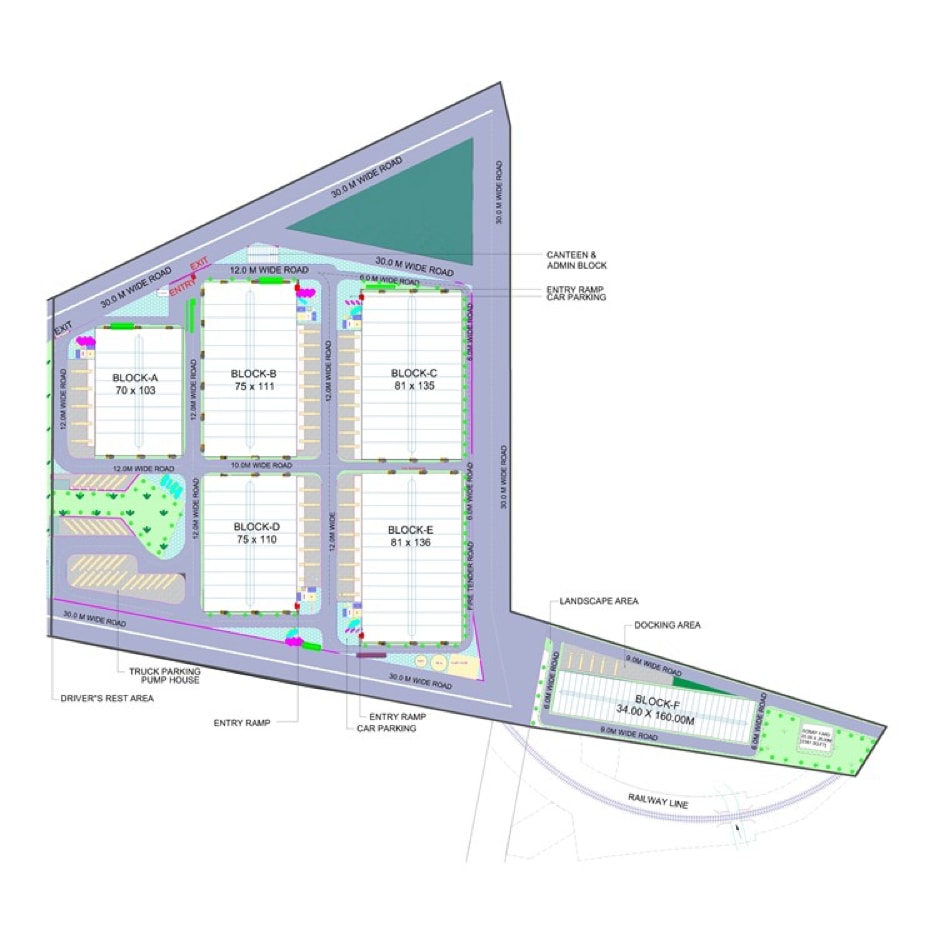 30.0 M WIDE ROAD
30.0 M WIDE ROAD
CANTEEN &
ADMIN BLOCK
30.0 M WIDE ROAD
EXIT
12.0 M WIDE ROAD
30.0 M WIDE ROAD
6.0 M WIDE ROAD
ENTRY
ENTRY RAMP
CAR PARKING
EXIT
6.0M WIDE ROAD
BLOCK-A
70 x 103
BLOCK-B
75 x 111
BLOCK-C
81 x 135
12.0M WIDE ROAD
12.0M WIDE ROAD
12.0M WIDE ROAD
12.0M WIDE ROAD
10.0M WIDE ROAD
30.0 M WIDE ROAD
12.0M WIDE ROAD
12.0M WIDE
6.0M WIDE ROAD
BLOCK-D
75 x 110
BLOCK-E
81 x 136
FIRE TENDER ROAD
LANDSCAPE AREA
DOCKING AREA
30.0 M WIDE ROAD
9.0M WIDE ROAD
TRUCK PARKING
PUMP HOUSE
30.0 M WIDE ROAD
6.0M WIDE ROAD
DRIVER"S REST AREA
BLOCK-F
34.00 X 160.00M
6.0M WIDE ROAD
ENTRY RAMP
ENTRY RAMP
CAR PARKING
9.0M WIDE ROAD
RAILWAY LINE